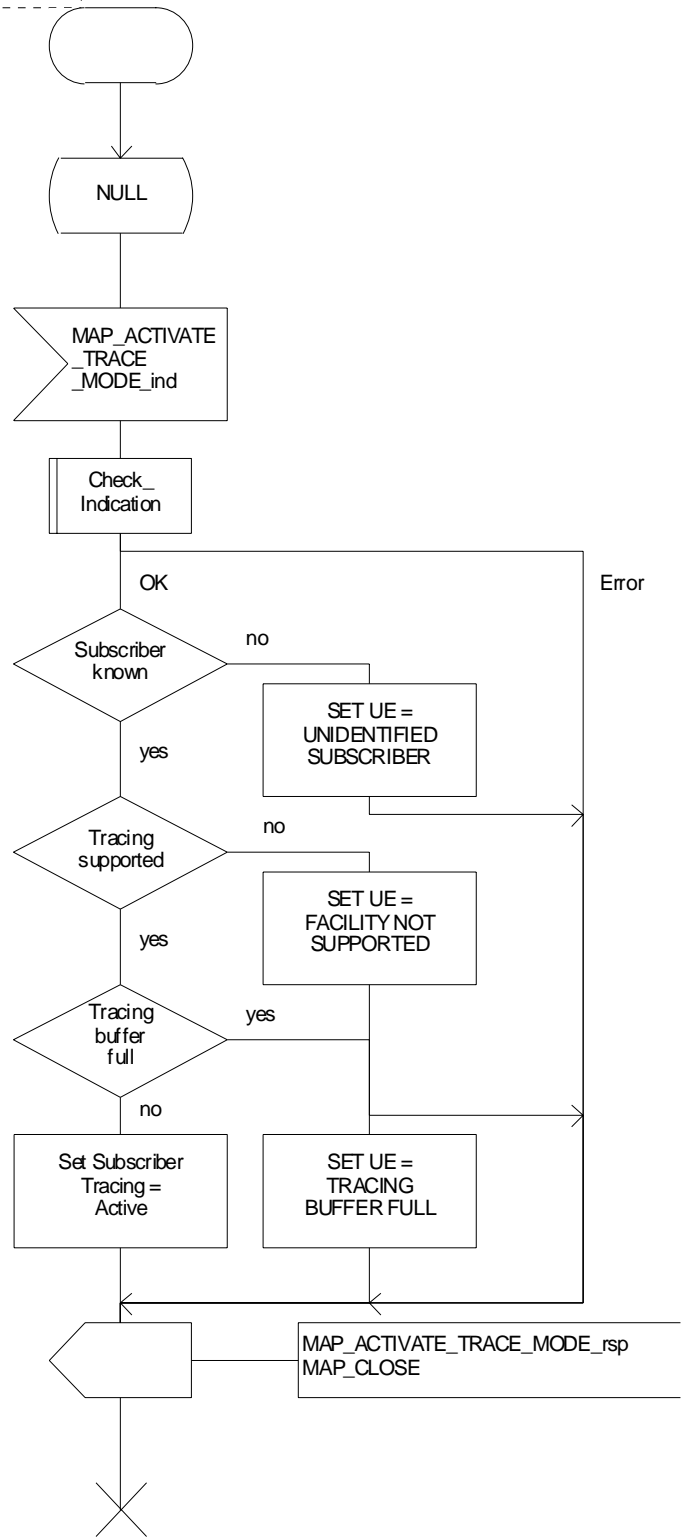 NULL
MAP_ACTIVATE
_TRACE
_MODE_ind
Check_
Indication
OK
Error
Subscriber
known
no
SET UE =
UNIDENTIFIED
SUBSCRIBER
yes
Tracing
supported
no
SET UE =
FACILITY NOT
SUPPORTED
yes
Tracing
buffer
full
yes
no
Set Subscriber
Tracing =
Active
SET UE =
TRACING
BUFFER FULL
MAP_ACTIVATE_TRACE_MODE_rsp
MAP_CLOSE